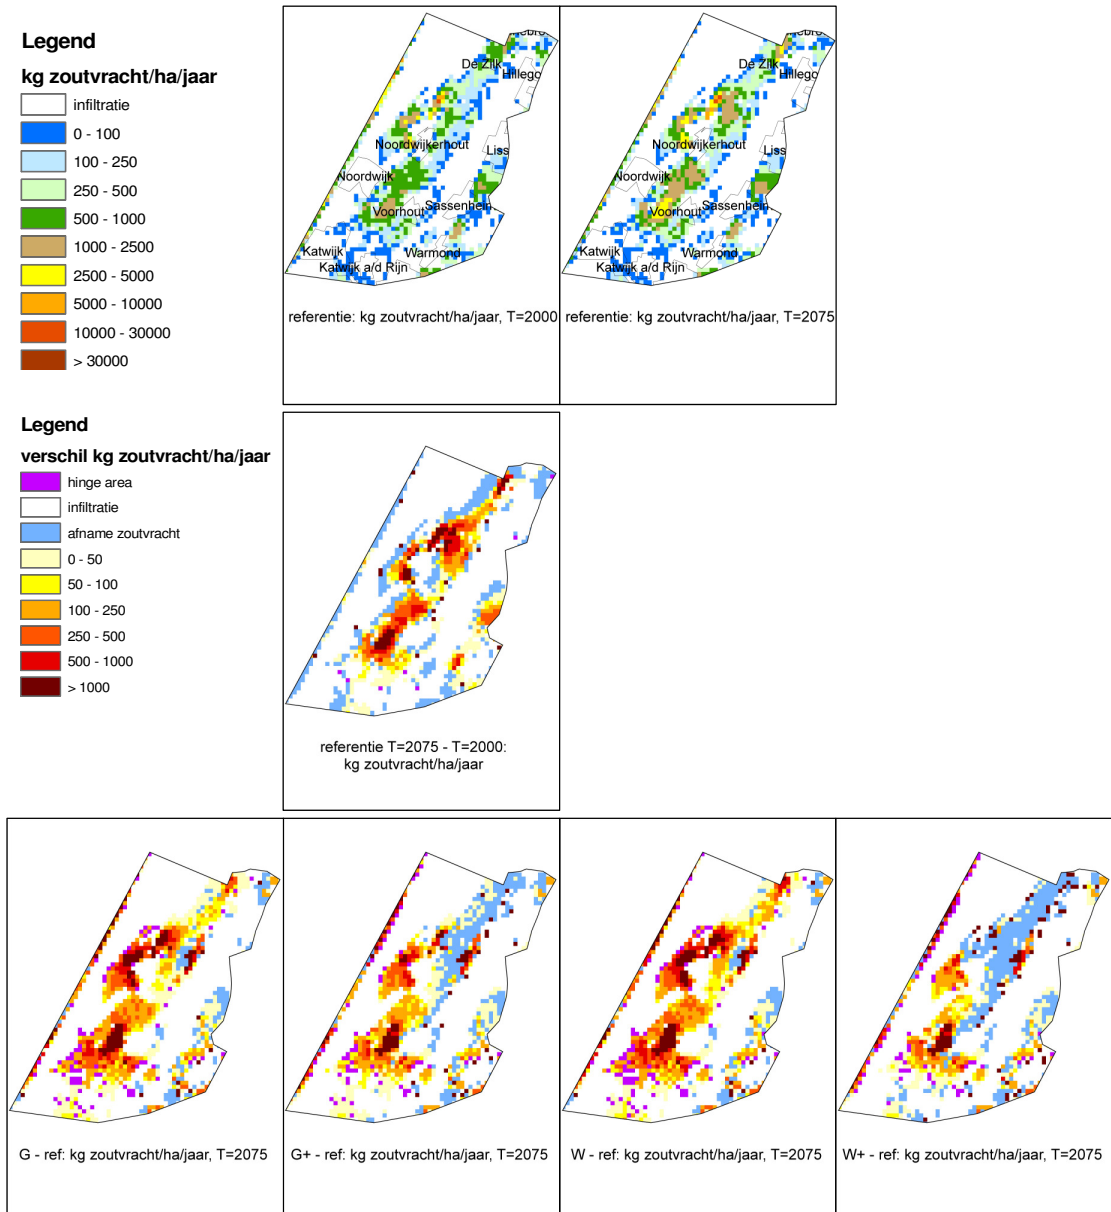 Legend
kg zoutvracht/ha/jaar
infiltratie
0 - 100
100 - 250
250 - 500
500 - 1000
1000 - 2500
2500 - 5000
5000 - 10000
10000 - 30000
> 30000
De Zilk
Hillego
Noordwijkerhout
Liss
Noordwijk
Sassenheim
Voorhout
Katwijk
Warmond
Katwijk a/d Rijn
referentie: kg zoutvracht/ha/jaar, T=2000
De Zilk
Hillego
Noordwijkerhout
Liss
Noordwijk
Sassenheim
Voorhout
Katwijk
Warmond
Katwijk a/d Rijn
referentie: kg zoutvracht/ha/jaar, T=2075
Legend
verschil kg zoutvracht/ha/jaar
hinge area
infiltratie
afname zoutvracht
0 - 50
50 - 100
100 - 250
250 - 500
500 - 1000
> 1000
referentie T=2075 - T=2000:
kg zoutvracht/ha/jaar
G - ref: kg zoutvracht/ha/jaar, T=2075
G+ - ref: kg zoutvracht/ha/jaar, T=2075
W - ref: kg zoutvracht/ha/jaar, T=2075
W+ - ref: kg zoutvracht/ha/jaar, T=2075